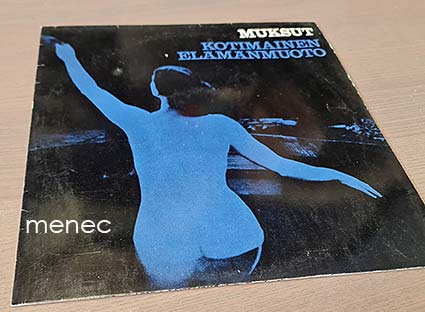 MUKSUT
KOTIMAINEN
ELÄMÄNMUOTO
menec